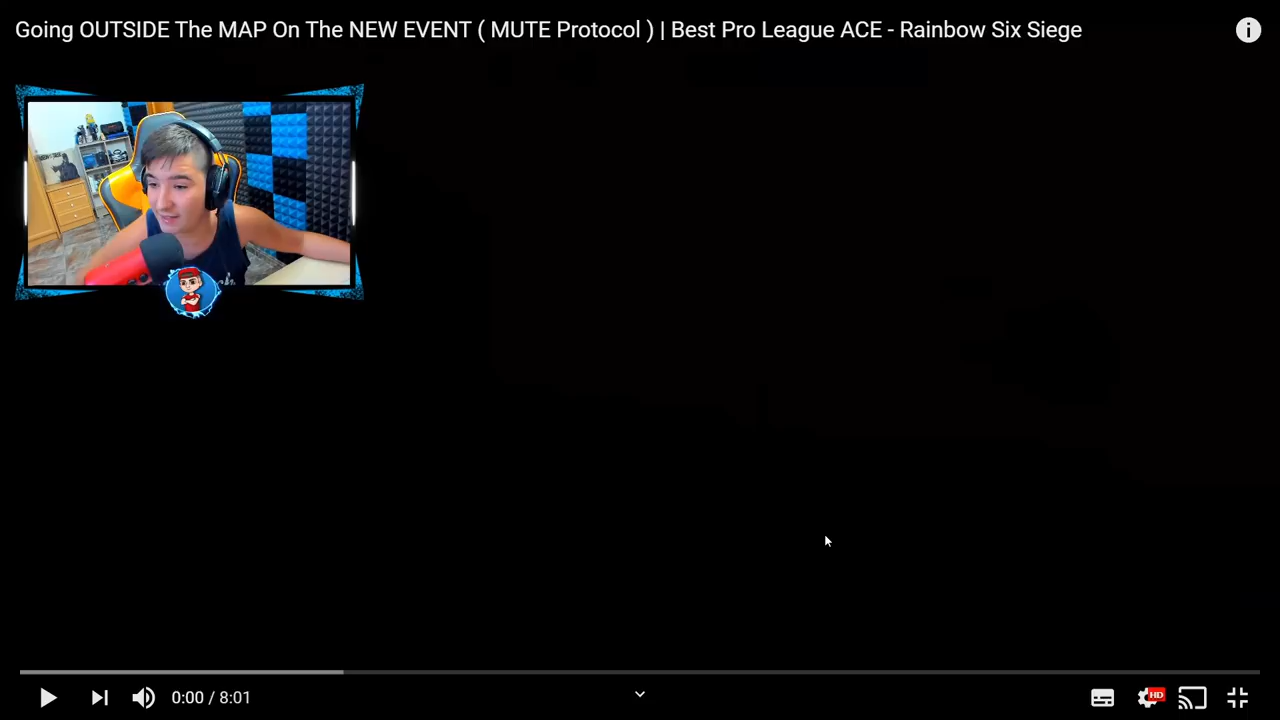 Going OUTSIDE The MAP On The NEW EVENT ( MUTE Protocol ) | Best Pro League ACE - Rainbow Six Siege
0:00 / 8:01
HD